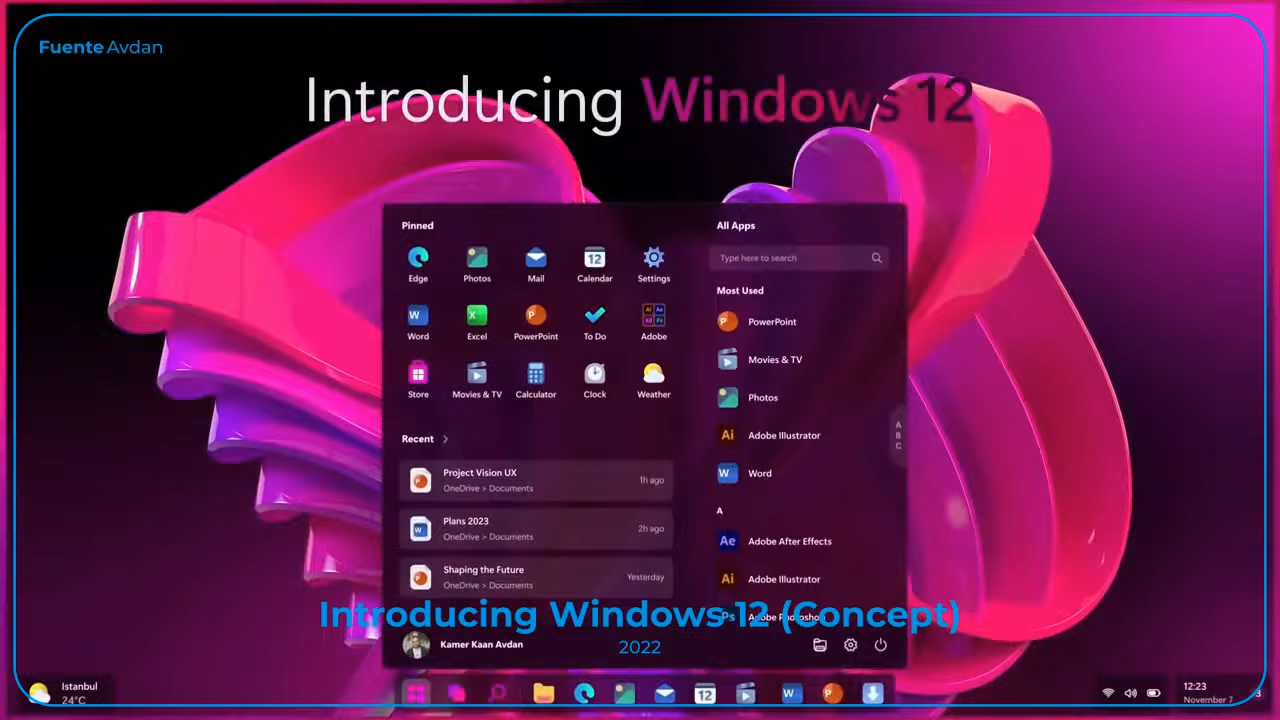 Fuente Avdan
Introducing Windows 12
Pinned
Edge Photos Mail Calendar Settings
Word Excel PowerPoint To Do Adobe
Store Movies & TV Calculator Clock Weather
Recent
Project Vision UX
OneDrive > Documents
1h ago
Plans 2023
OneDrive > Documents
2h ago
Shaping the Future
OneDrive > Documents
Yesterday
Kamer Kaan Avdan
All Apps
Type here to search
Most Used
PowerPoint
Movies & TV
Photos
Adobe Illustrator
Word
A
Adobe After Effects
Adobe Illustrator
Adobe Photoshop
A
B
C
Introducing Windows 12 (Concept)
2022
Istanbul
24°C
12:23
November 7